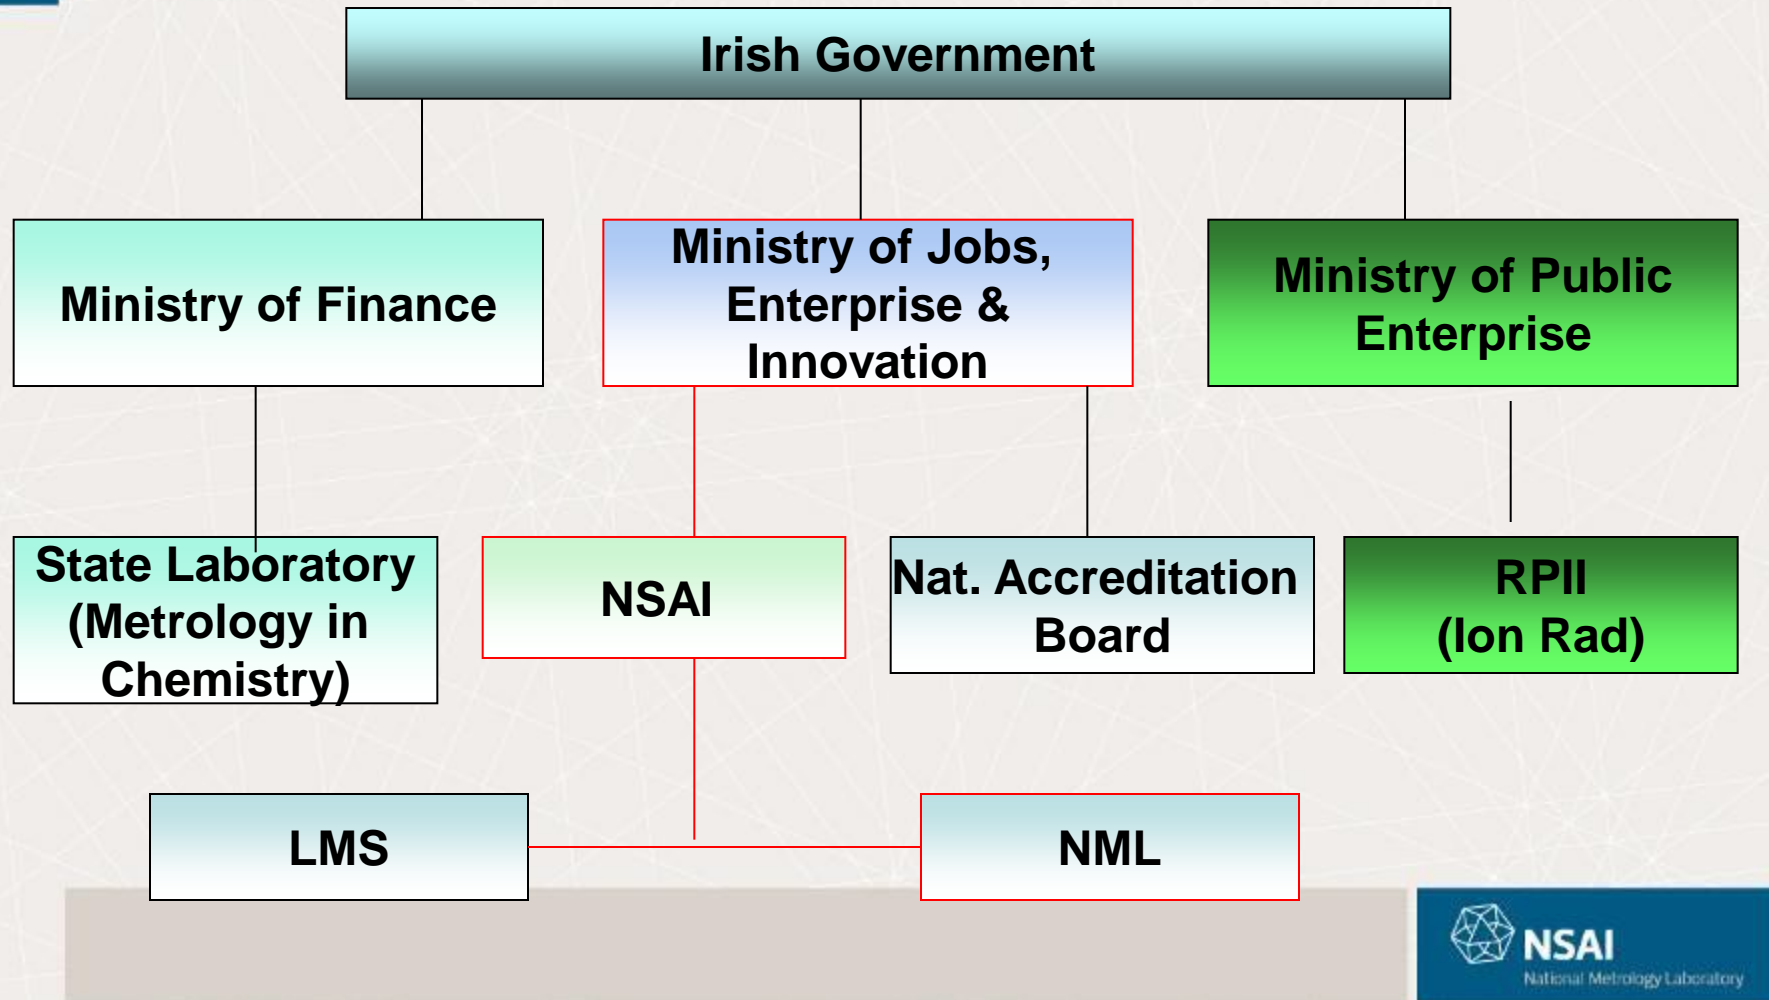 Irish Government
Ministry of Finance
Ministry of Jobs,
Enterprise &
Innovation
Ministry of Public
Enterprise
State Laboratory
(Metrology in
Chemistry)
NSAI
Nat. Accreditation
Board
RPII
(Ion Rad)
LMS
NML
NSAI
National Metrology Laboratory